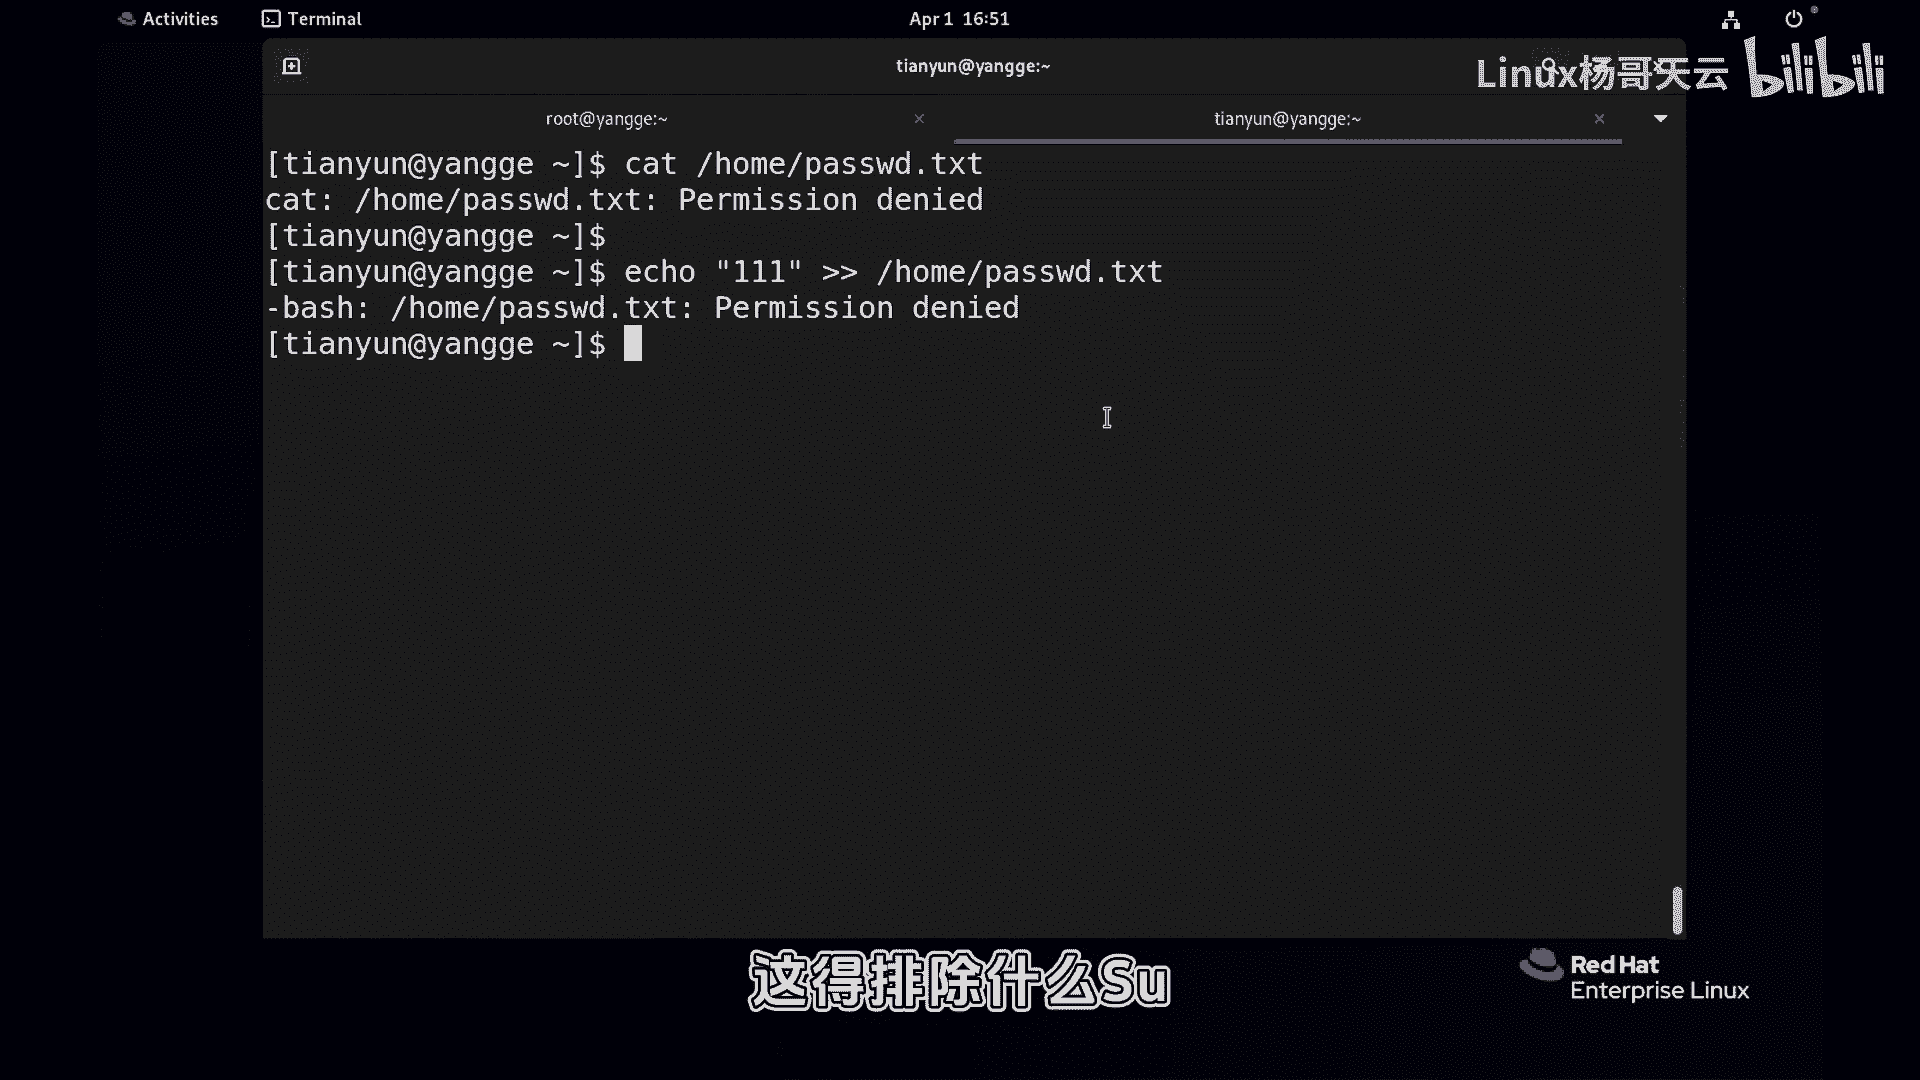 Activities
Terminal
Apr 1 16:51
tianyun@yangge:~
Linux杨哥天云 bilibili
root@yangge:~
tianyun@yangge:~
[tianyun@yangge ~]$ cat /home/passwd.txt
cat: /home/passwd.txt: Permission denied
[tianyun@yangge ~]$
[tianyun@yangge ~]$ echo "111" >> /home/passwd.txt
-bash: /home/passwd.txt: Permission denied
[tianyun@yangge ~]$
这得排除什么Su
Red Hat
Enterprise Linux